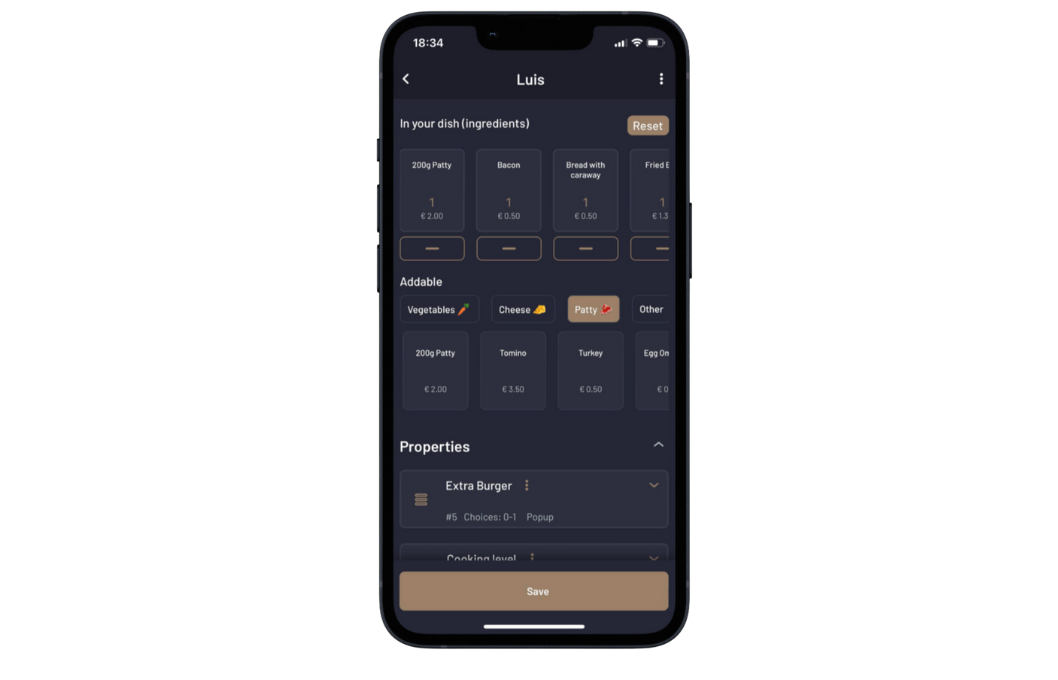 18:34
Luis
In your dish (ingredients)
Reset
200g Patty
Bacon
Bread with
caraway
Fried
1
1
1
1
€ 2.00
€ 0.50
€ 0.50
€ 1.3
Addable
Vegetables
Cheese
Patty
Other
200g Patty
Tomino
Turkey
Egg
€ 2.00
€ 3.50
€ 0.50
€ 0
Properties
Extra Burger
#5 Choices: 0-1 Popup
Cooking level
Save